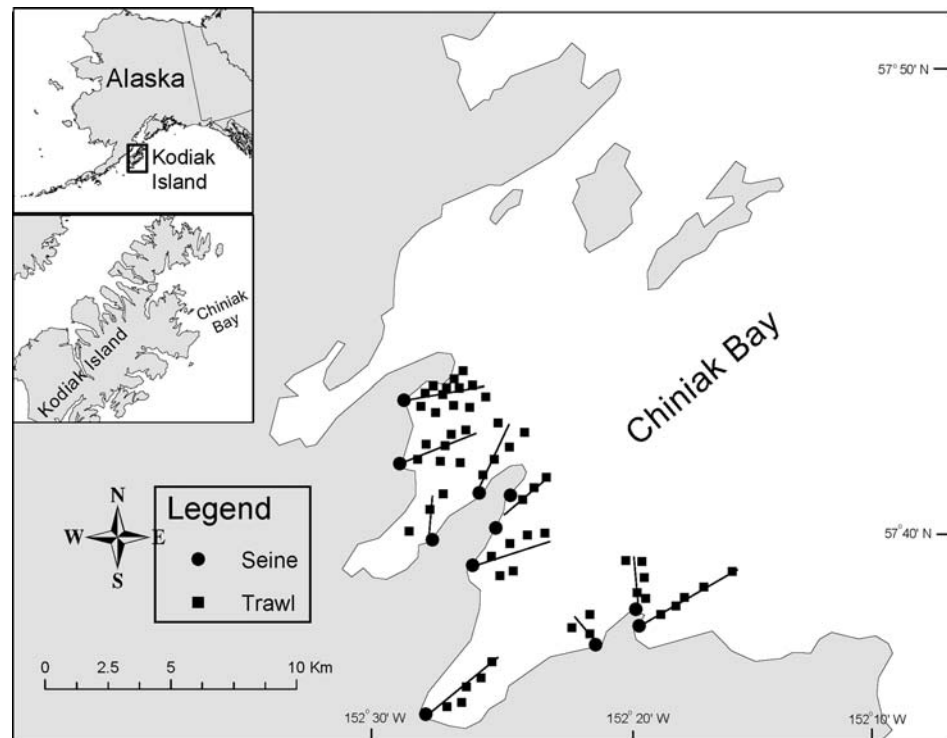 Alaska
Kodiak
Island
Kodiak Island
Chiniak
Bay
57° 50' N
Chiniak Bay
N
W E
S
Legend
Seine
Trawl
57° 40' N
0 2.5 5 10 Km
152° 30' W 152° 20' W 152° 10' W